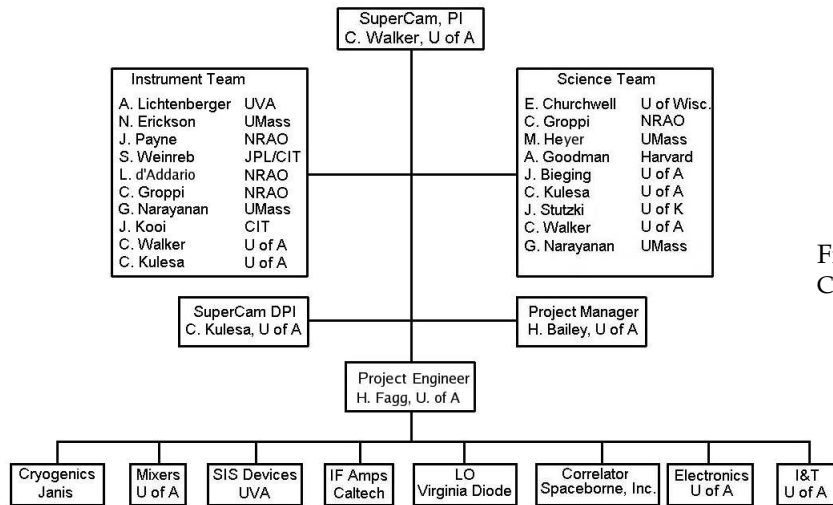 SuperCam, PI
C. Walker, U of A
Instrument Team
A. Lichtenberger UVA
N. Erickson UMass
J. Payne NRAO
S. Weinreb JPL/CIT
L. d'Addario NRAO
C. Groppi NRAO
G. Narayanan UMass
J. Kooi CIT
C. Walker U of A
C. Kulesa U of A
Science Team
E. Churchwell U of Wisc.
C. Groppi NRAO
M. Heyer UMass
A. Goodman Harvard
J. Bieging U of A
C. Kulesa U of A
J. Stutzki U of K
C. Walker U of A
G. Narayanan UMass
SuperCam DPI
C. Kulesa, U of A
Project Manager
H. Bailey, U of A
Project Engineer
H. Fagg, U. of A
Cryogenics
Janis
Mixers
U of A
SIS Devices
UVA
IF Amps
Caltech
LO
Virginia Diode
Correlator
Spaceborne, Inc.
Electronics
U of A
I&T
U of A